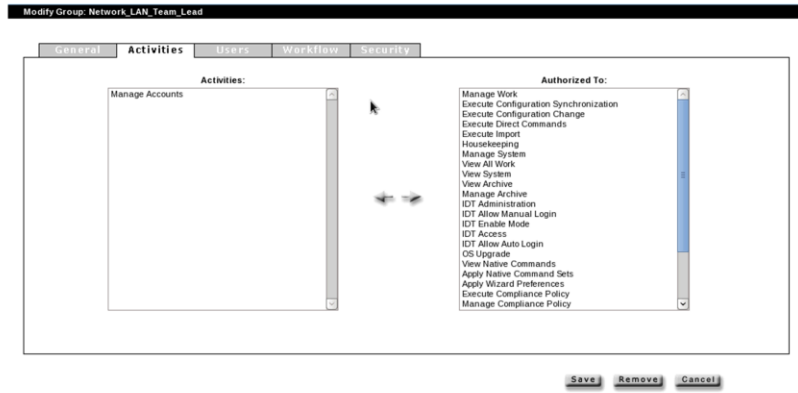 Modify Group: Network_LAN_Team_Lead
General
Activities
Users
Workflow
Security
Activities:
Manage Accounts
Authorized To:
Manage Work
Execute Configuration Synchronization
Execute Configuration Change
Execute Direct Commands
Execute Import
Housekeeping
Manage System
View All Work
View System
View Archive
Manage Archive
IDT Administration
IDT Allow Manual Login
IDT Enable Mode
IDT Access
IDT Allow Auto Login
OS Upgrade
View Native Commands
Apply Native Command Sets
Apply Wizard Preferences
Execute Compliance Policy
Manage Compliance Policy
Save
Remove
Cancel